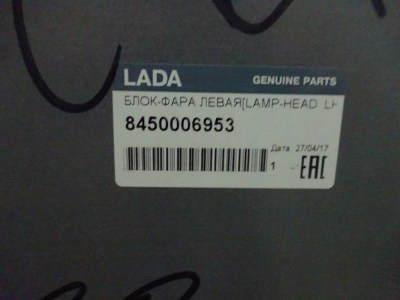 LADA GENUINE PARTS
БЛОК-ФАРА ЛЕВАЯ[LAMP-HEAD LH
8450006953
Дата 27/04/17
1 EAC